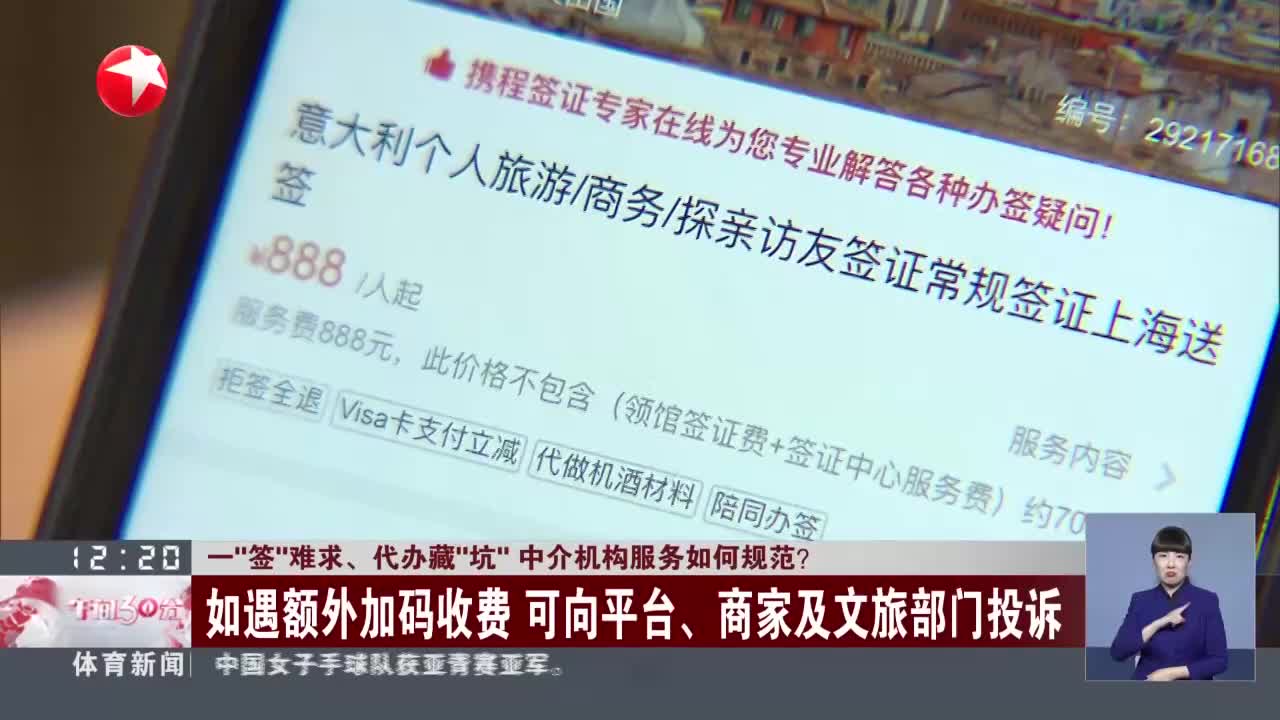 携程签证专家在线为您专业解答各种办签疑问！
编号：29217168
意大利个人旅游/商务/探亲访友签证常规签证上海送
签
¥888 /人起
服务费888元，此价格不包含（领馆签证费+签证中心服务费）约70
拒签全退 Visa卡支付立减 代做机酒材料 陪同办签
服务内容
12:20
一"签"难求、代办藏"坑" 中介机构服务如何规范？
午间30分
如遇额外加码收费 可向平台、商家及文旅部门投诉
体育新闻
中国女子手球队获亚青赛亚军。